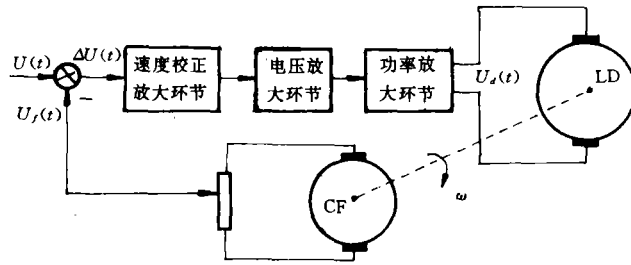 U(t)
ΔU(t)
−
U_f(t)
速度校正
放大环节
电压放
大环节
功率放
大环节
U_d(t)
LD
CF
ω